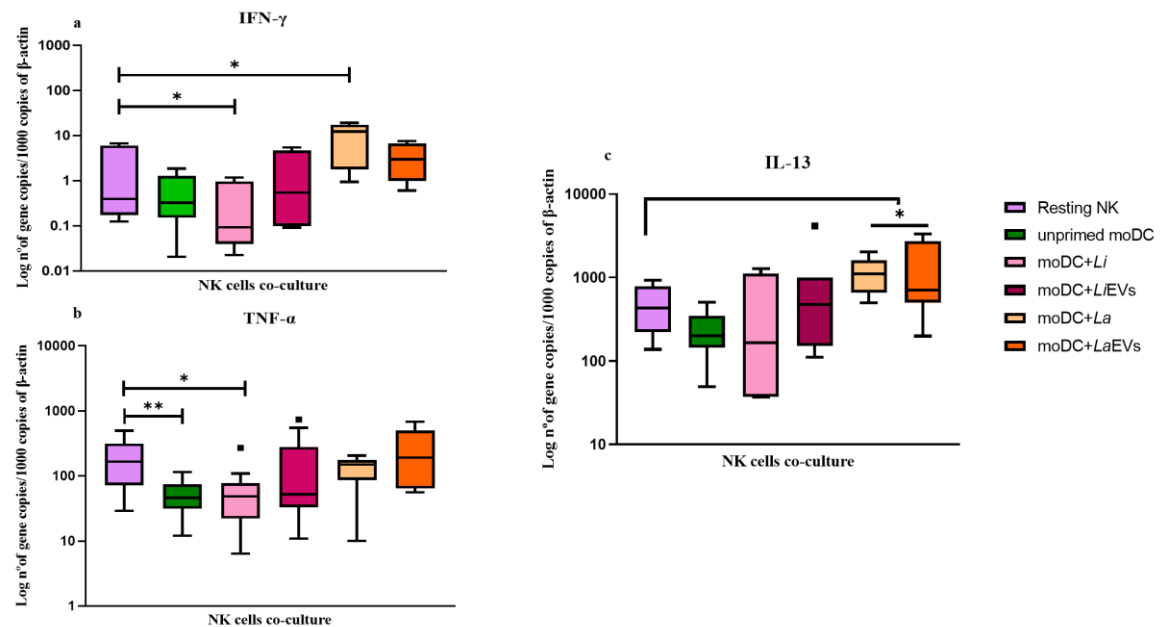 a
IFN-γ
Log nº of gene copies/1000 copies of β-actin
1000
100
10
1
0.1
0.01
*
*
NK cells co-culture
b
TNF-α
Log nº of gene copies/1000 copies of β-actin
10000
1000
100
10
1
*
**
NK cells co-culture
c
IL-13
Log nº of gene copies/1000 copies of β-actin
10000
1000
100
10
*
NK cells co-culture
Resting NK
unprimed moDC
moDC+Li
moDC+LiEVs
moDC+La
moDC+LaEVs